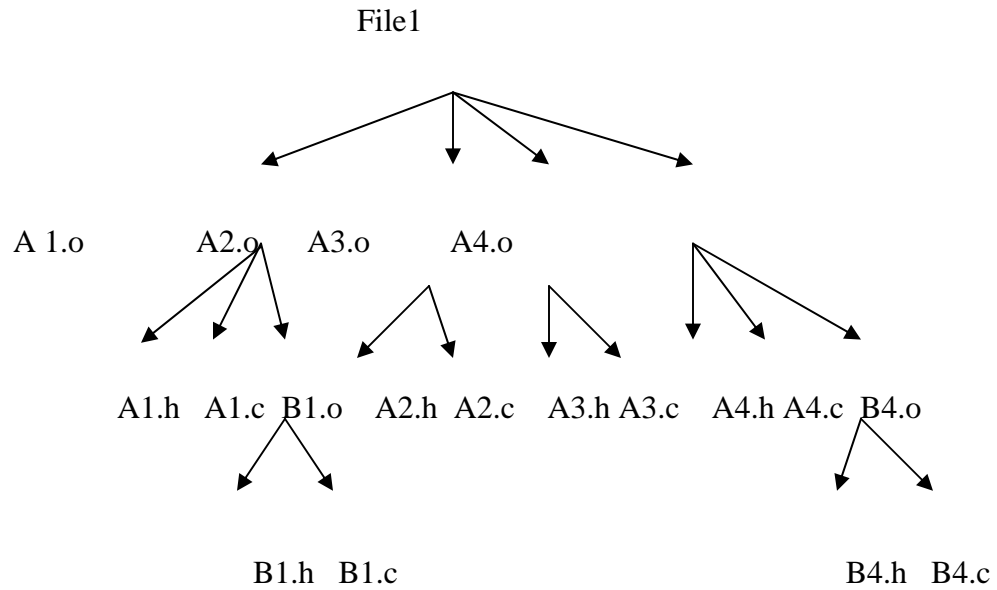 File1
A 1.o A2.o A3.o A4.o
A1.h A1.c B1.o A2.h A2.c A3.h A3.c A4.h A4.c B4.o
B1.h B1.c B4.h B4.c